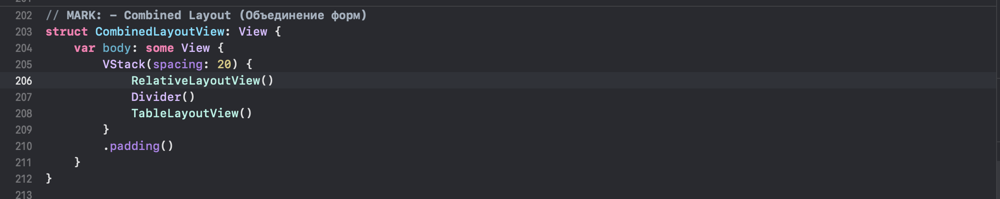 202 // MARK: - Combined Layout (Объединение форм)
203 struct CombinedLayoutView: View {
204     var body: some View {
205         VStack(spacing: 20) {
206             RelativeLayoutView()
207             Divider()
208             TableLayoutView()
209         }
210         .padding()
211     }
212 }
213